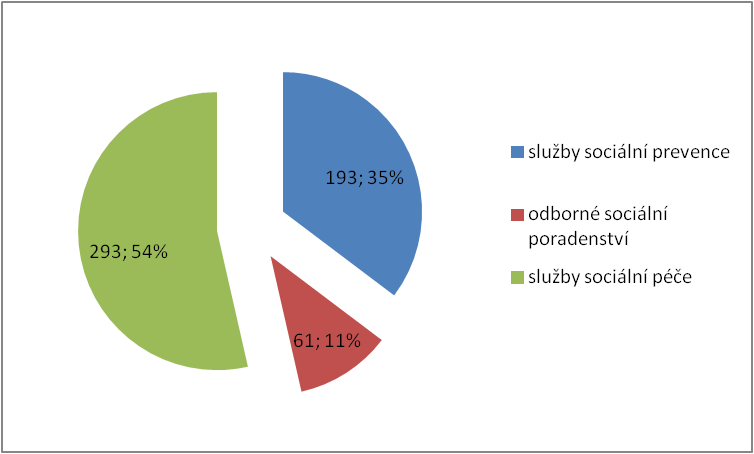 193; 35%
61; 11%
293; 54%
služby sociální prevence
odborné sociální
poradenství
služby sociální péče